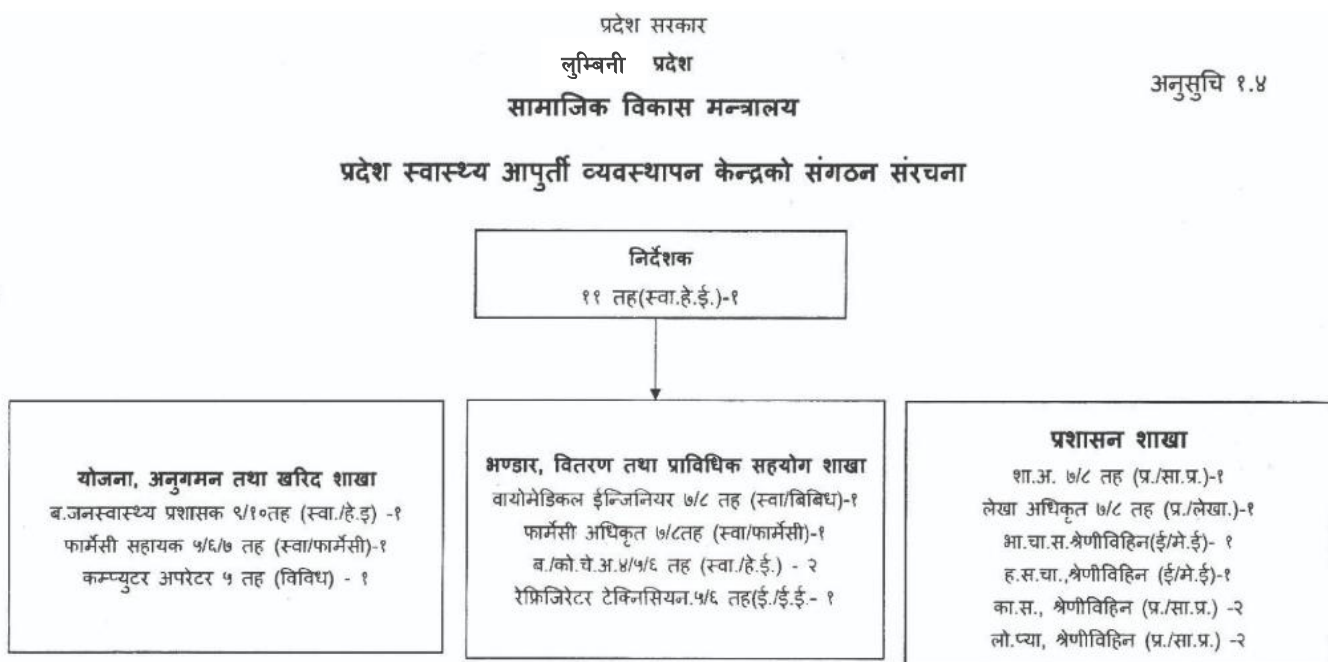 प्रदेश सरकार
लुम्बिनी प्रदेश
अनुसुचि १.४
सामाजिक विकास मन्त्रालय
प्रदेश स्वास्थ्य आपुर्ती व्यवस्थापन केन्द्रको संगठन संरचना
निर्देशक
११ तह(स्वा.हे.ई.)-१
योजना, अनुगमन तथा खरिद शाखा
ब.जनस्वास्थ्य प्रशासक ९/१०तह (स्वा./हे.इ) -१
फार्मेसी सहायक ५/६/७ तह (स्वा/फार्मेसी)-१
कम्प्युटर अपरेटर ५ तह (विविध) - १
भण्डार, वितरण तथा प्राविधिक सहयोग शाखा
वायोमेडिकल ईन्जिनियर ७/८ तह (स्वा/बिबिध)-१
फार्मेसी अधिकृत ७/८तह (स्वा/फार्मेसी)-१
ब./को.चे.अ.४/५/६ तह (स्वा./हे.ई.) - २
रेफ्रिजिरेटर टेक्निसियन.५/६ तह(ई./ई.ई.- १
प्रशासन शाखा
शा.अ. ७/८ तह (प्र./सा.प्र.)-१
लेखा अधिकृत ७/८ तह (प्र./लेखा.)-१
भा.चा.स.श्रेणीविहिन(ई/मे.ई)- १
ह.स.चा.,श्रेणीविहिन (ई/मे.ई)-१
का.स., श्रेणीविहिन (प्र./सा.प्र.) -२
लो.प्या, श्रेणीविहिन (प्र./सा.प्र.) -२